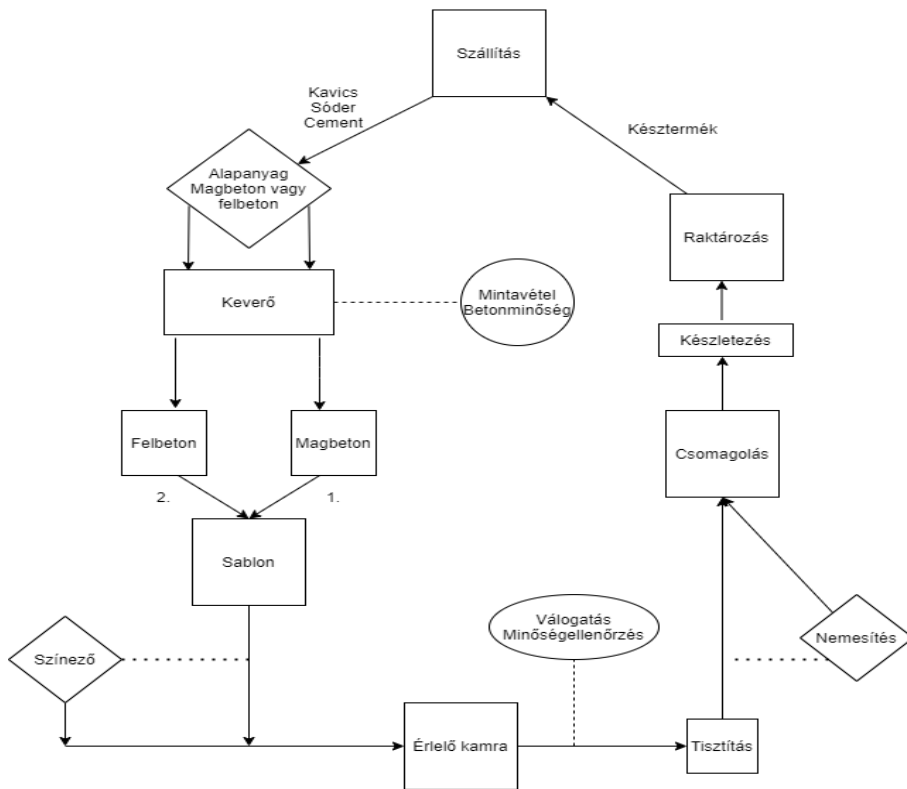 Szállítás
Kavics
Sóder
Cement
Késztermék
Alapanyag
Magbeton vagy
felbeton
Raktározás
Keverő
Mintavétel
Betonminőség
Készletezés
Felbeton
Magbeton
Csomagolás
2.
1.
Sablon
Válogatás
Minőségellenőrzés
Nemesítés
Színező
Érlelő kamra
Tisztítás